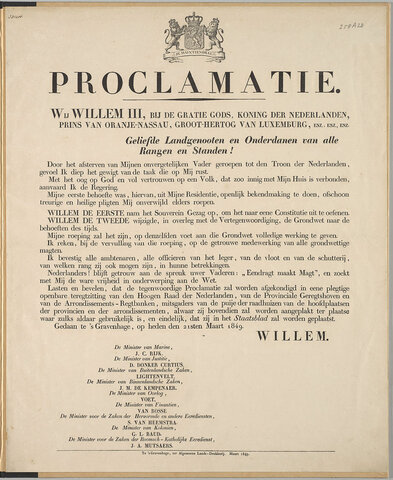 JE MAINTIENDRAI
PROCLAMATIE.
WIJ WILLEM III, BIJ DE GRATIE GODS, KONING DER NEDERLANDEN,
PRINS VAN ORANJE-NASSAU, GROOT-HERTOG VAN LUXEMBURG, ENZ. ENZ. ENZ.
Geliefde Landgenooten en Onderdanen van alle
Rangen en Standen!
Door het afsterven van Mijnen onvergetelijken Vader geroepen tot den Troon der Nederlanden,
gevoel Ik diep het gewigt van de taak die op Mij rust.
Met het oog op God en vol vertrouwen op een Volk, dat zoo innig met Mijn Huis is verbonden,
aanvaard Ik de Regering.
Mijne eerste behoefte was, hiervan, uit Mijne Residentie, openlijk bekendmaking te doen, ofschoon
treurige en heilige pligten Mij onverwijld elders roepen.
WILLEM DE EERSTE nam het Souverein Gezag op, om het naar eene Constitutie uit te oefenen.
WILLEM DE TWEEDE wijzigde, in overleg met de Vertegenwoordiging, de Grondwet naar de
behoeften des tijds.
Mijne roeping zal het zijn, op denzelfden voet aan die Grondwet volledige werking te geven.
Ik reken, bij de vervulling van die roeping, op de getrouwe medewerking van alle grondwettige
magten.
Ik bevestig alle ambtenaren, alle officieren van het leger, van de vloot en van de schutterij,
van welken rang zij ook mogen zijn, in hunne betrekkingen.
Nederlanders! blijft getrouw aan de spreuk uwer Vaderen: „Eendragt maakt Magt", en zoekt
met Mij de ware vrijheid in onderwerping aan de Wet.
Lasten en bevelen, dat de tegenwoordige Proclamatie zal worden afgekondigd in eene plegtige
openbare teregtzitting van den Hoogen Raad der Nederlanden, van de Provinciale Geregtshoven en
van de Arrondissements-Regtbanken, mitsgaders van de puije der raadhuizen van de hoofdplaatsen
der provincien en der arrondissementen, alwaar zij bovendien zal worden aangeplakt ter plaatse
waar zulks aldaar gebruikelijk is, en eindelijk, dat zij in het Staatsblad zal worden geplaatst.
Gedaan te 's Gravenhage, op heden den 21sten Maart 1849.
WILLEM.
De Minister van Marine,
J. C. RIJK.
De Minister van Justitie,
D. DONKER CURTIUS.
De Minister van Buitenlandsche Zaken,
LIGHTENVELT.
De Minister van Binnenlandsche Zaken,
J. M. DE KEMPENAER.
De Minister van Oorlog,
VOET.
De Minister van Finantien,
VAN BOSSE
De Minister voor de Zaken der Hervormde en andere Eerediensten,
S. VAN HEEMSTRA
De Minister van Kolonien,
G. L. BAUD.
De Minister voor de Zaken der Roomsch-Katholijke Eeredienst,
J. A. MUTSAERS.
Te 'sGravenhage, ter Algemeene Lands-Drukkerij. Maart 1849.